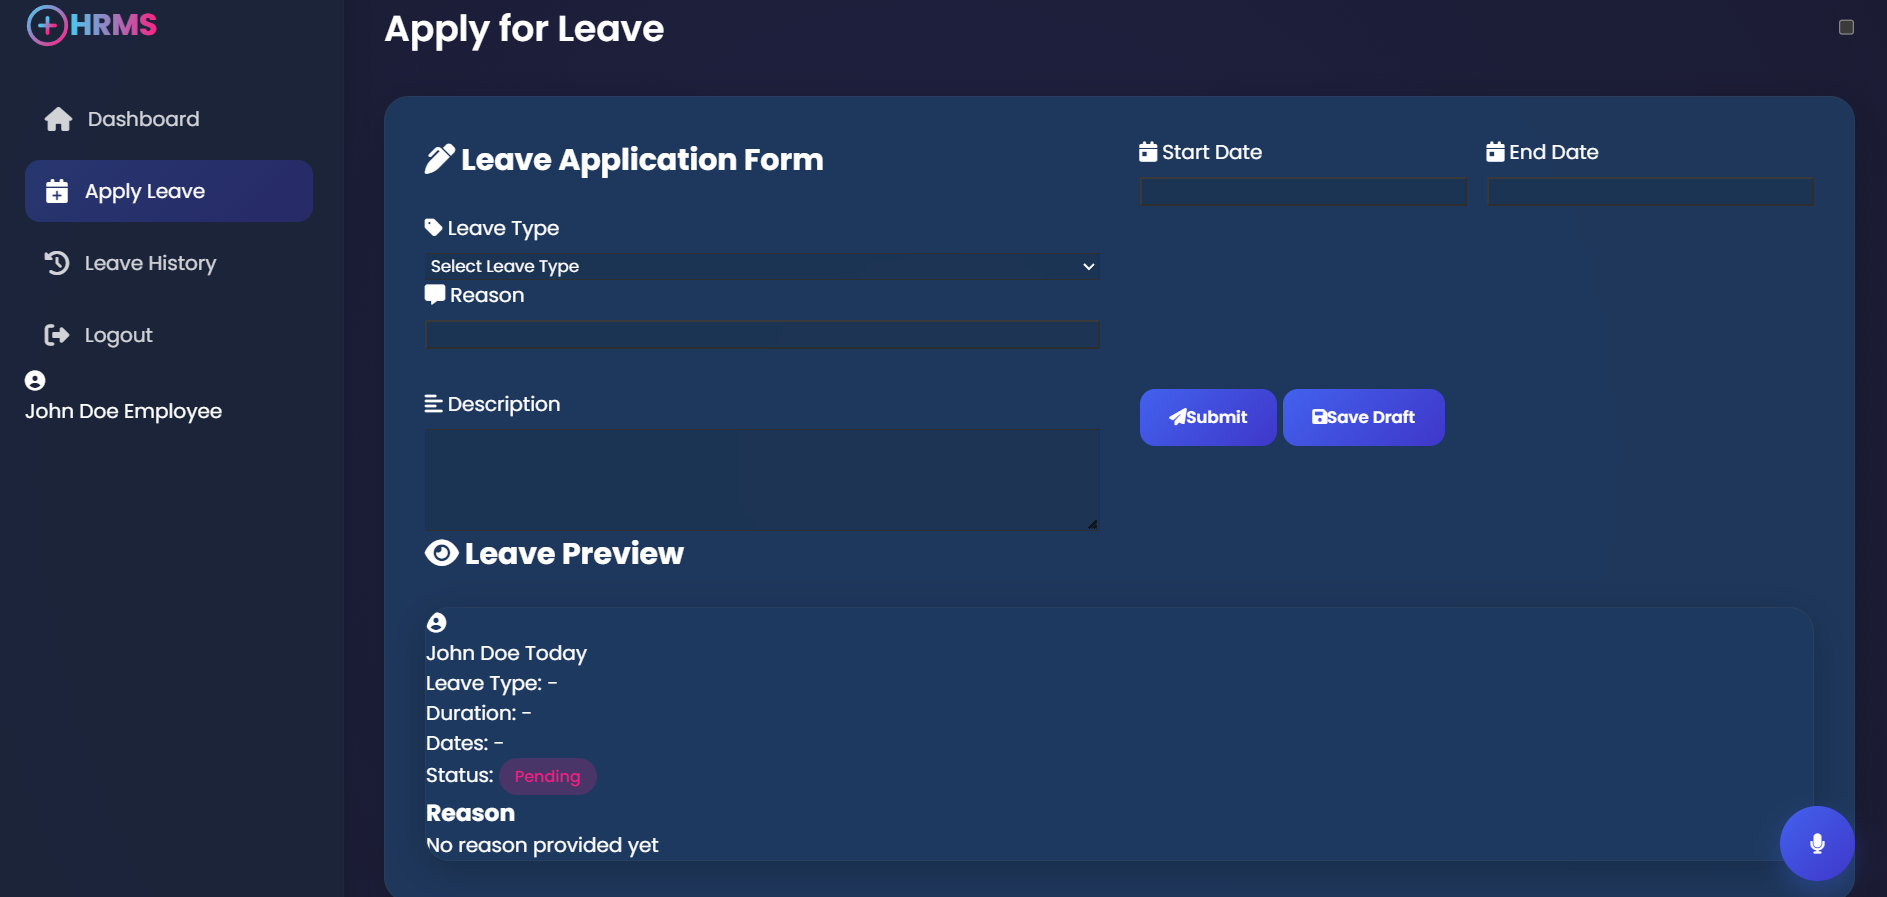 HRMS
Dashboard
Apply Leave
Leave History
Logout
John Doe Employee
Apply for Leave
Leave Application Form
Start Date
End Date
Leave Type
Select Leave Type
Reason
Description
Submit
Save Draft
Leave Preview
John Doe Today
Leave Type: -
Duration: -
Dates: -
Status: Pending
Reason
No reason provided yet